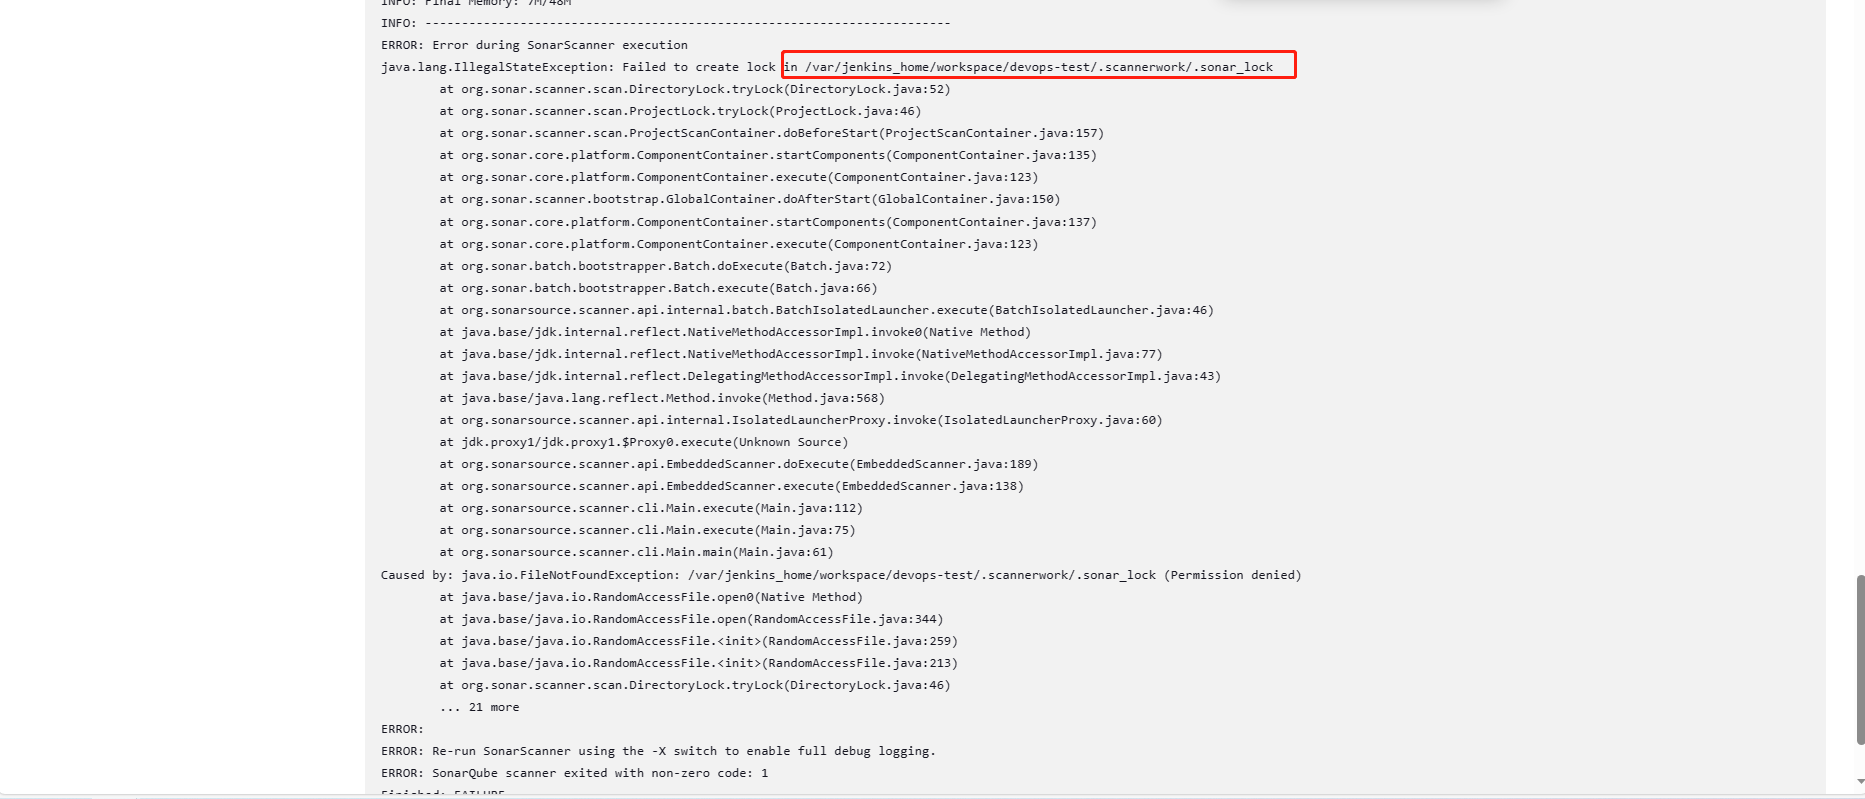 INFO: Final Memory: 7M/48M
INFO: ------------------------------------------------------------------------
ERROR: Error during SonarScanner execution
java.lang.IllegalStateException: Failed to create lock in /var/jenkins_home/workspace/devops-test/.scannerwork/.sonar_lock
at org.sonar.scanner.scan.DirectoryLock.tryLock(DirectoryLock.java:52)
at org.sonar.scanner.scan.ProjectLock.tryLock(ProjectLock.java:46)
at org.sonar.scanner.scan.ProjectScanContainer.doBeforeStart(ProjectScanContainer.java:157)
at org.sonar.core.platform.ComponentContainer.startComponents(ComponentContainer.java:135)
at org.sonar.core.platform.ComponentContainer.execute(ComponentContainer.java:123)
at org.sonar.scanner.bootstrap.GlobalContainer.doAfterStart(GlobalContainer.java:150)
at org.sonar.core.platform.ComponentContainer.startComponents(ComponentContainer.java:137)
at org.sonar.core.platform.ComponentContainer.execute(ComponentContainer.java:123)
at org.sonar.batch.bootstrapper.Batch.doExecute(Batch.java:72)
at org.sonar.batch.bootstrapper.Batch.execute(Batch.java:66)
at org.sonarsource.scanner.api.internal.batch.BatchIsolatedLauncher.execute(BatchIsolatedLauncher.java:46)
at java.base/jdk.internal.reflect.NativeMethodAccessorImpl.invoke0(Native Method)
at java.base/jdk.internal.reflect.NativeMethodAccessorImpl.invoke(NativeMethodAccessorImpl.java:77)
at java.base/jdk.internal.reflect.DelegatingMethodAccessorImpl.invoke(DelegatingMethodAccessorImpl.java:43)
at java.base/java.lang.reflect.Method.invoke(Method.java:568)
at org.sonarsource.scanner.api.internal.IsolatedLauncherProxy.invoke(IsolatedLauncherProxy.java:60)
at jdk.proxy1/jdk.proxy1.$Proxy0.execute(Unknown Source)
at org.sonarsource.scanner.api.EmbeddedScanner.doExecute(EmbeddedScanner.java:189)
at org.sonarsource.scanner.api.EmbeddedScanner.execute(EmbeddedScanner.java:138)
at org.sonarsource.scanner.cli.Main.execute(Main.java:112)
at org.sonarsource.scanner.cli.Main.execute(Main.java:75)
at org.sonarsource.scanner.cli.Main.main(Main.java:61)
Caused by: java.io.FileNotFoundException: /var/jenkins_home/workspace/devops-test/.scannerwork/.sonar_lock (Permission denied)
at java.base/java.io.RandomAccessFile.open0(Native Method)
at java.base/java.io.RandomAccessFile.open(RandomAccessFile.java:344)
at java.base/java.io.RandomAccessFile.<init>(RandomAccessFile.java:259)
at java.base/java.io.RandomAccessFile.<init>(RandomAccessFile.java:213)
at org.sonar.scanner.scan.DirectoryLock.tryLock(DirectoryLock.java:46)
... 21 more
ERROR:
ERROR: Re-run SonarScanner using the -X switch to enable full debug logging.
ERROR: SonarQube scanner exited with non-zero code: 1
Finished: FAILURE